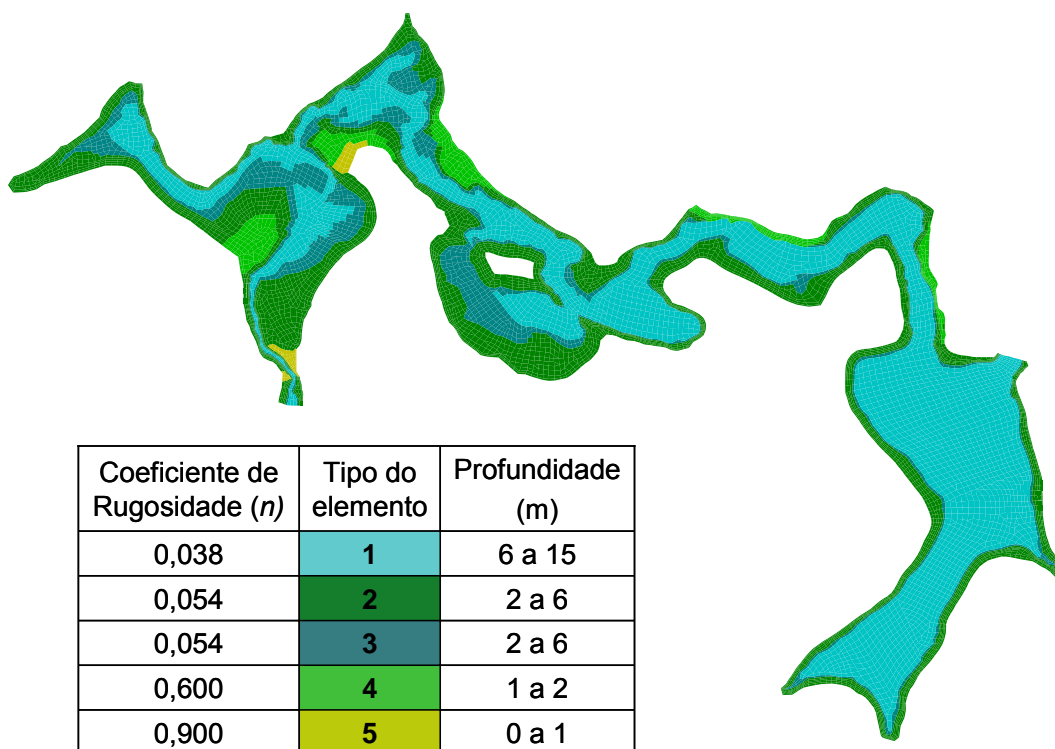 Coeficiente de Rugosidade (n) Tipo do elemento Profundidade (m)
0,038 1 6 a 15
0,054 2 2 a 6
0,054 3 2 a 6
0,600 4 1 a 2
0,900 5 0 a 1